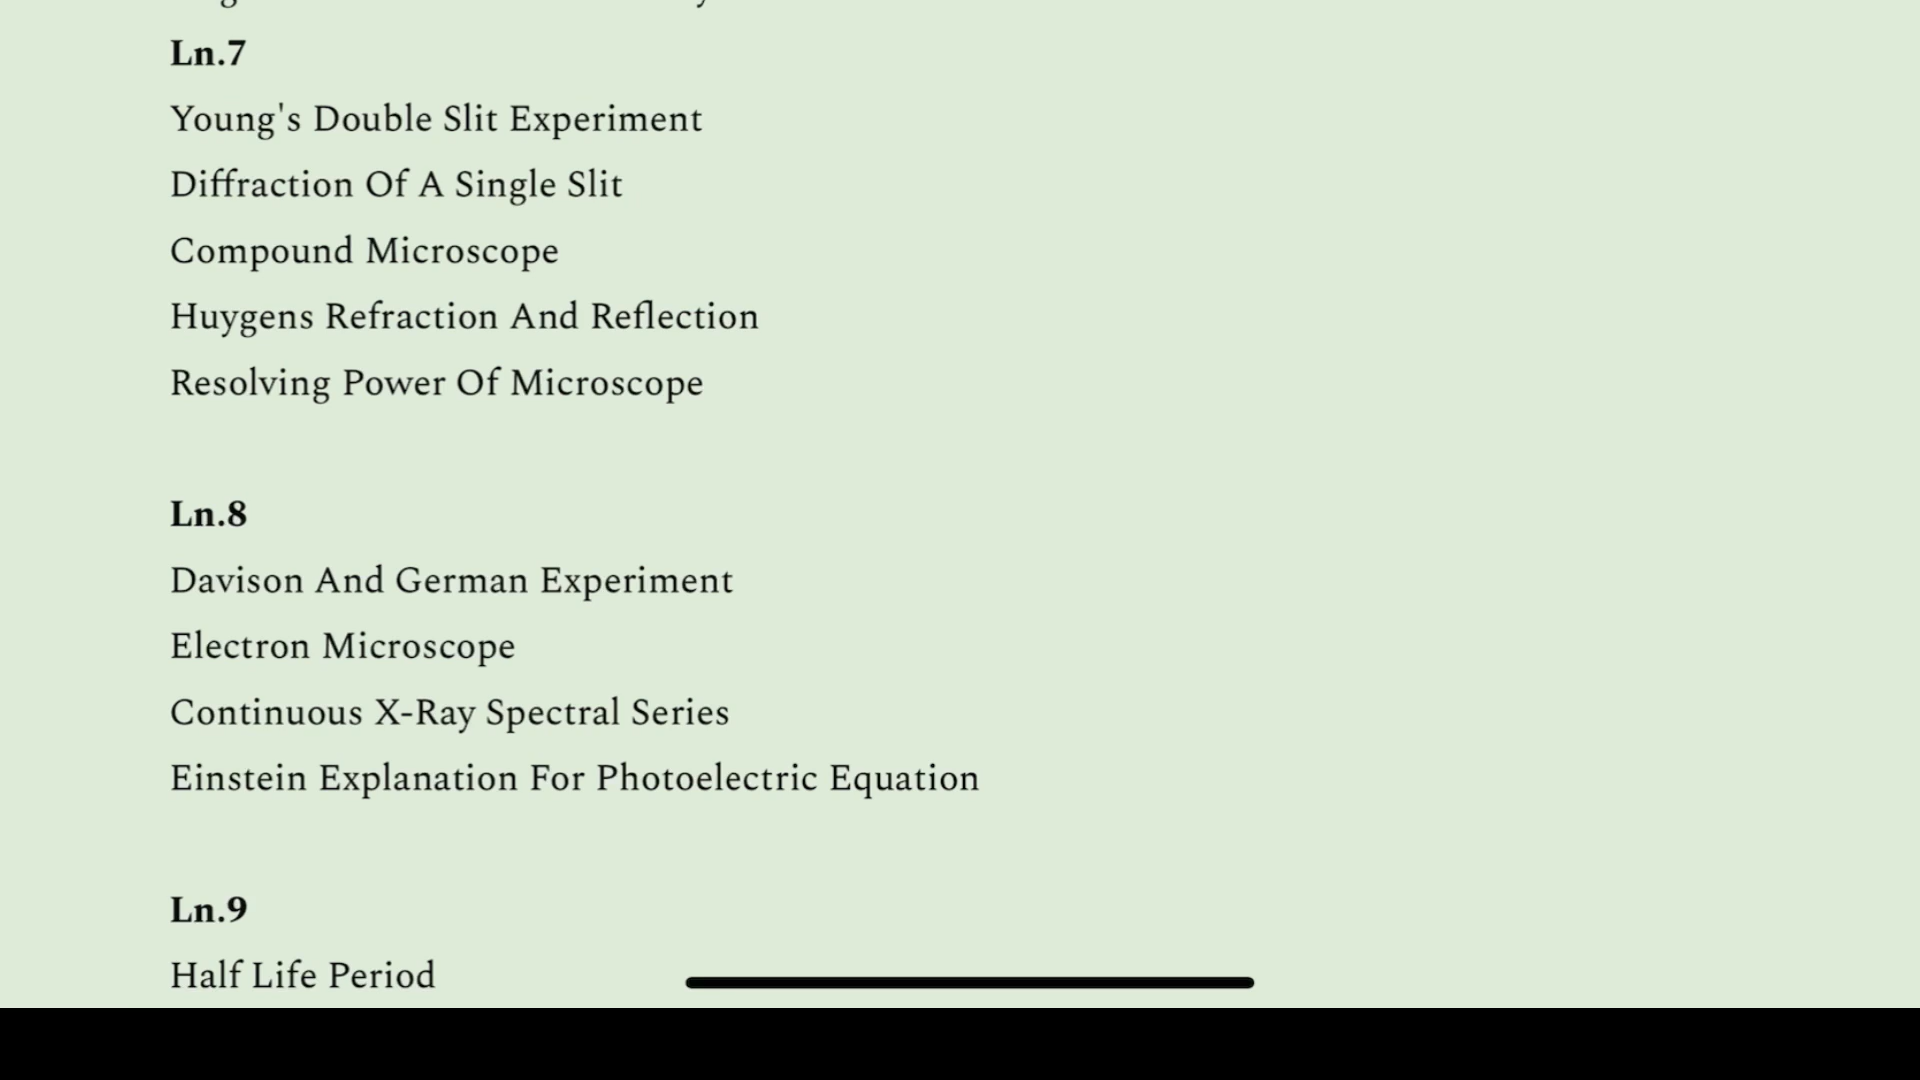 Ln.7
Young's Double Slit Experiment
Diffraction Of A Single Slit
Compound Microscope
Huygens Refraction And Reflection
Resolving Power Of Microscope
Ln.8
Davison And German Experiment
Electron Microscope
Continuous X-Ray Spectral Series
Einstein Explanation For Photoelectric Equation
Ln.9
Half Life Period